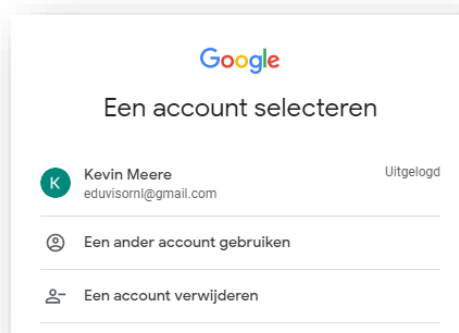 Google
Een account selecteren
K
Kevin Meere
Uitgelogd
eduvisornl@gmail.com
Een ander account gebruiken
Een account verwijderen